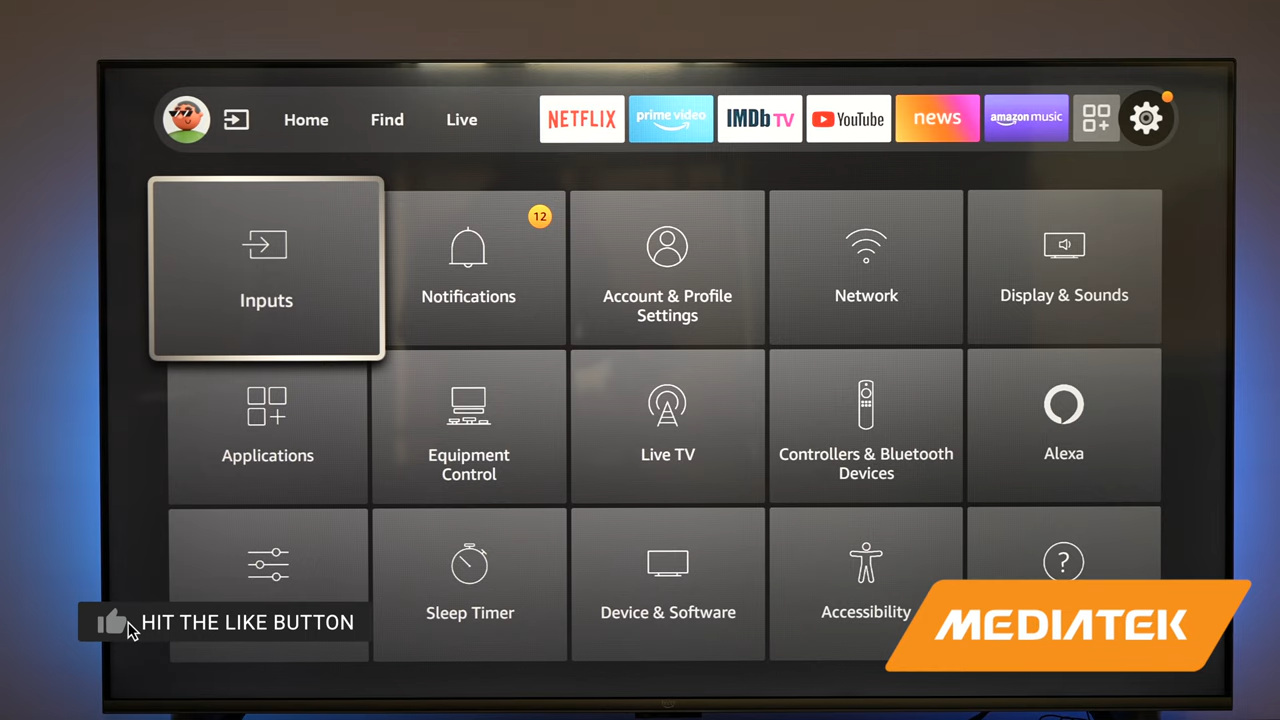 Home
Find
Live
NETFLIX
prime video
IMDb TV
YouTube
news
amazon music
Inputs
12
Notifications
Account & Profile
Settings
Network
Display & Sounds
Applications
Equipment
Control
Live TV
Controllers & Bluetooth
Devices
Alexa
Sleep Timer
Device & Software
Accessibility
?
HIT THE LIKE BUTTON
MEDIATEK